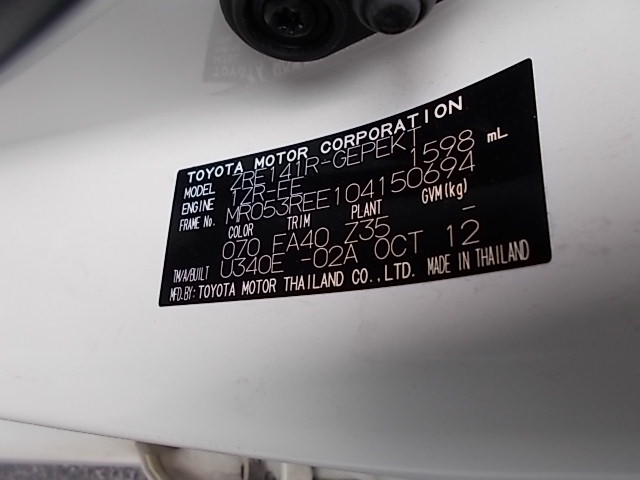 TOYOTA MOTOR CORPORATION
MODEL ZRE141R-GEPEKT
ENGINE 1ZR-FE 1598 mL
FRAME No. MR053REE104150694
COLOR TRIM PLANT GVM(kg)
070 FA40 Z35 -
TM/A/BUILT U340E -02A OCT 12
MFD.BY: TOYOTA MOTOR THAILAND CO.,LTD. MADE IN THAILAND